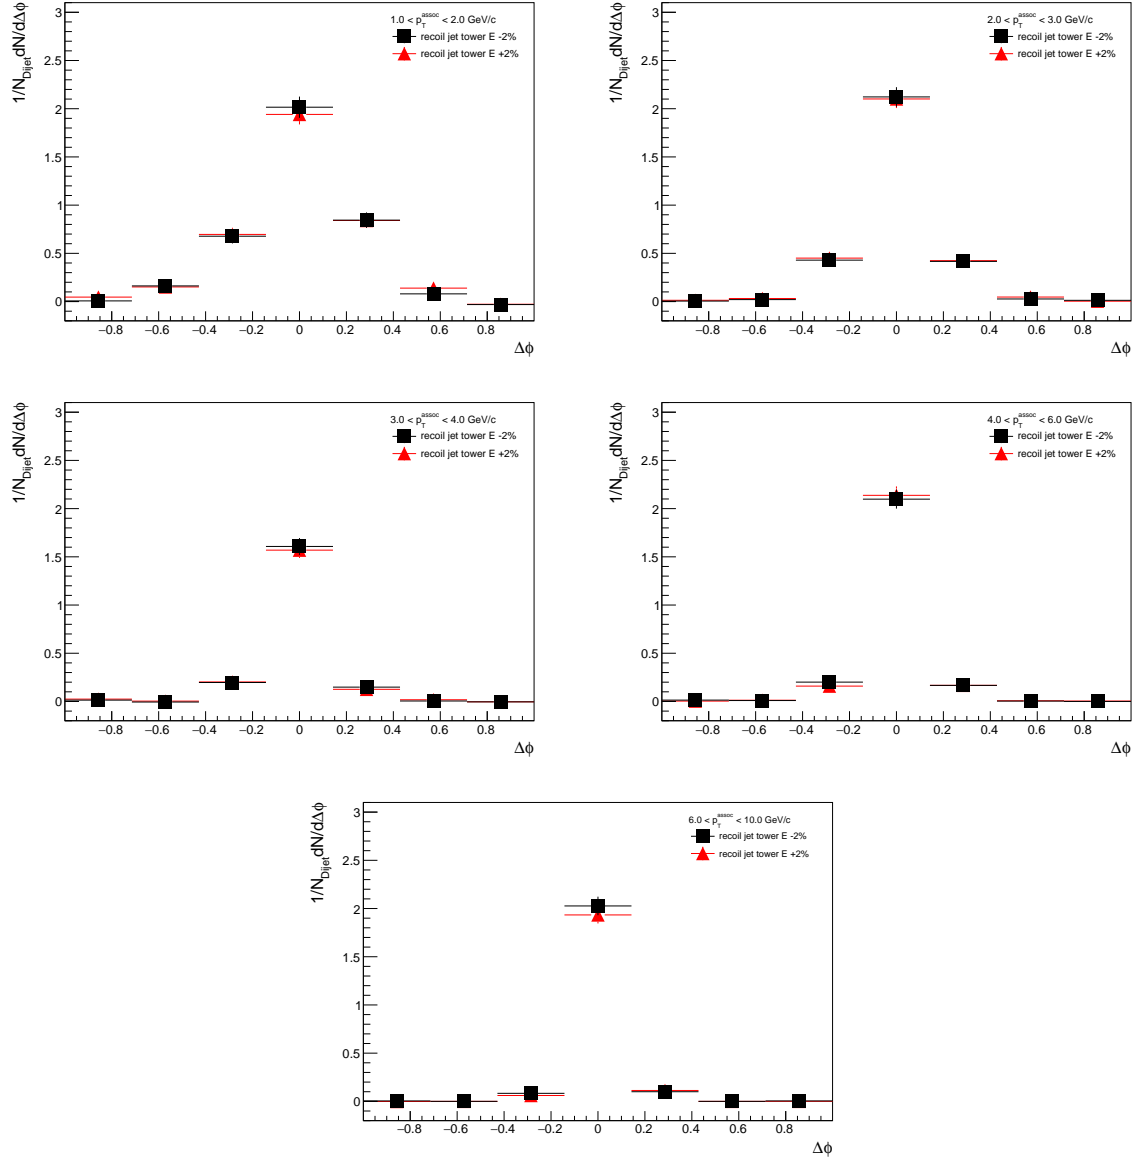 1/N_Dijet dN/dΔϕ
1.0 < p_T^assoc < 2.0 GeV/c
recoil jet tower E -2%
recoil jet tower E +2%
3
2.5
2
1.5
1
0.5
0
−0.8 −0.6 −0.4 −0.2 0 0.2 0.4 0.6 0.8
Δϕ
1/N_Dijet dN/dΔϕ
2.0 < p_T^assoc < 3.0 GeV/c
recoil jet tower E -2%
recoil jet tower E +2%
3
2.5
2
1.5
1
0.5
0
−0.8 −0.6 −0.4 −0.2 0 0.2 0.4 0.6 0.8
Δϕ
1/N_Dijet dN/dΔϕ
3.0 < p_T^assoc < 4.0 GeV/c
recoil jet tower E -2%
recoil jet tower E +2%
3
2.5
2
1.5
1
0.5
0
−0.8 −0.6 −0.4 −0.2 0 0.2 0.4 0.6 0.8
Δϕ
1/N_Dijet dN/dΔϕ
4.0 < p_T^assoc < 6.0 GeV/c
recoil jet tower E -2%
recoil jet tower E +2%
3
2.5
2
1.5
1
0.5
0
−0.8 −0.6 −0.4 −0.2 0 0.2 0.4 0.6 0.8
Δϕ
1/N_Dijet dN/dΔϕ
6.0 < p_T^assoc < 10.0 GeV/c
recoil jet tower E -2%
recoil jet tower E +2%
3
2.5
2
1.5
1
0.5
0
−0.8 −0.6 −0.4 −0.2 0 0.2 0.4 0.6 0.8
Δϕ